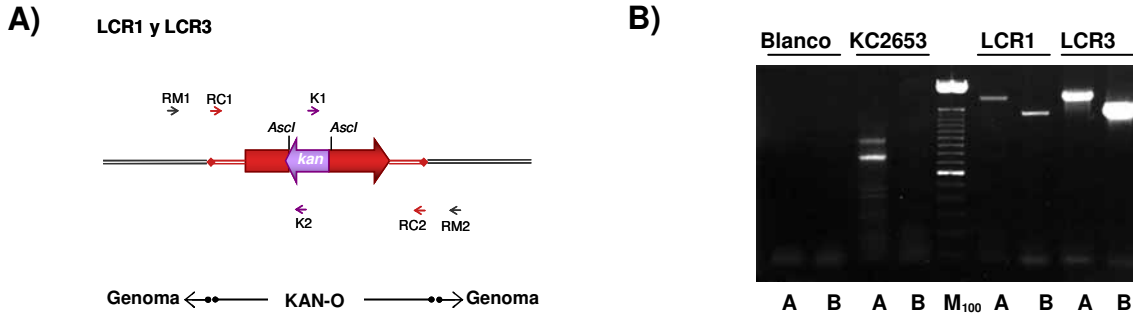 A)
LCR1 y LCR3
RM1
RC1
K1
AscI
AscI
kan
K2
RC2
RM2
Genoma
KAN-O
Genoma
B)
Blanco
KC2653
LCR1
LCR3
A B A B M100 A B A B